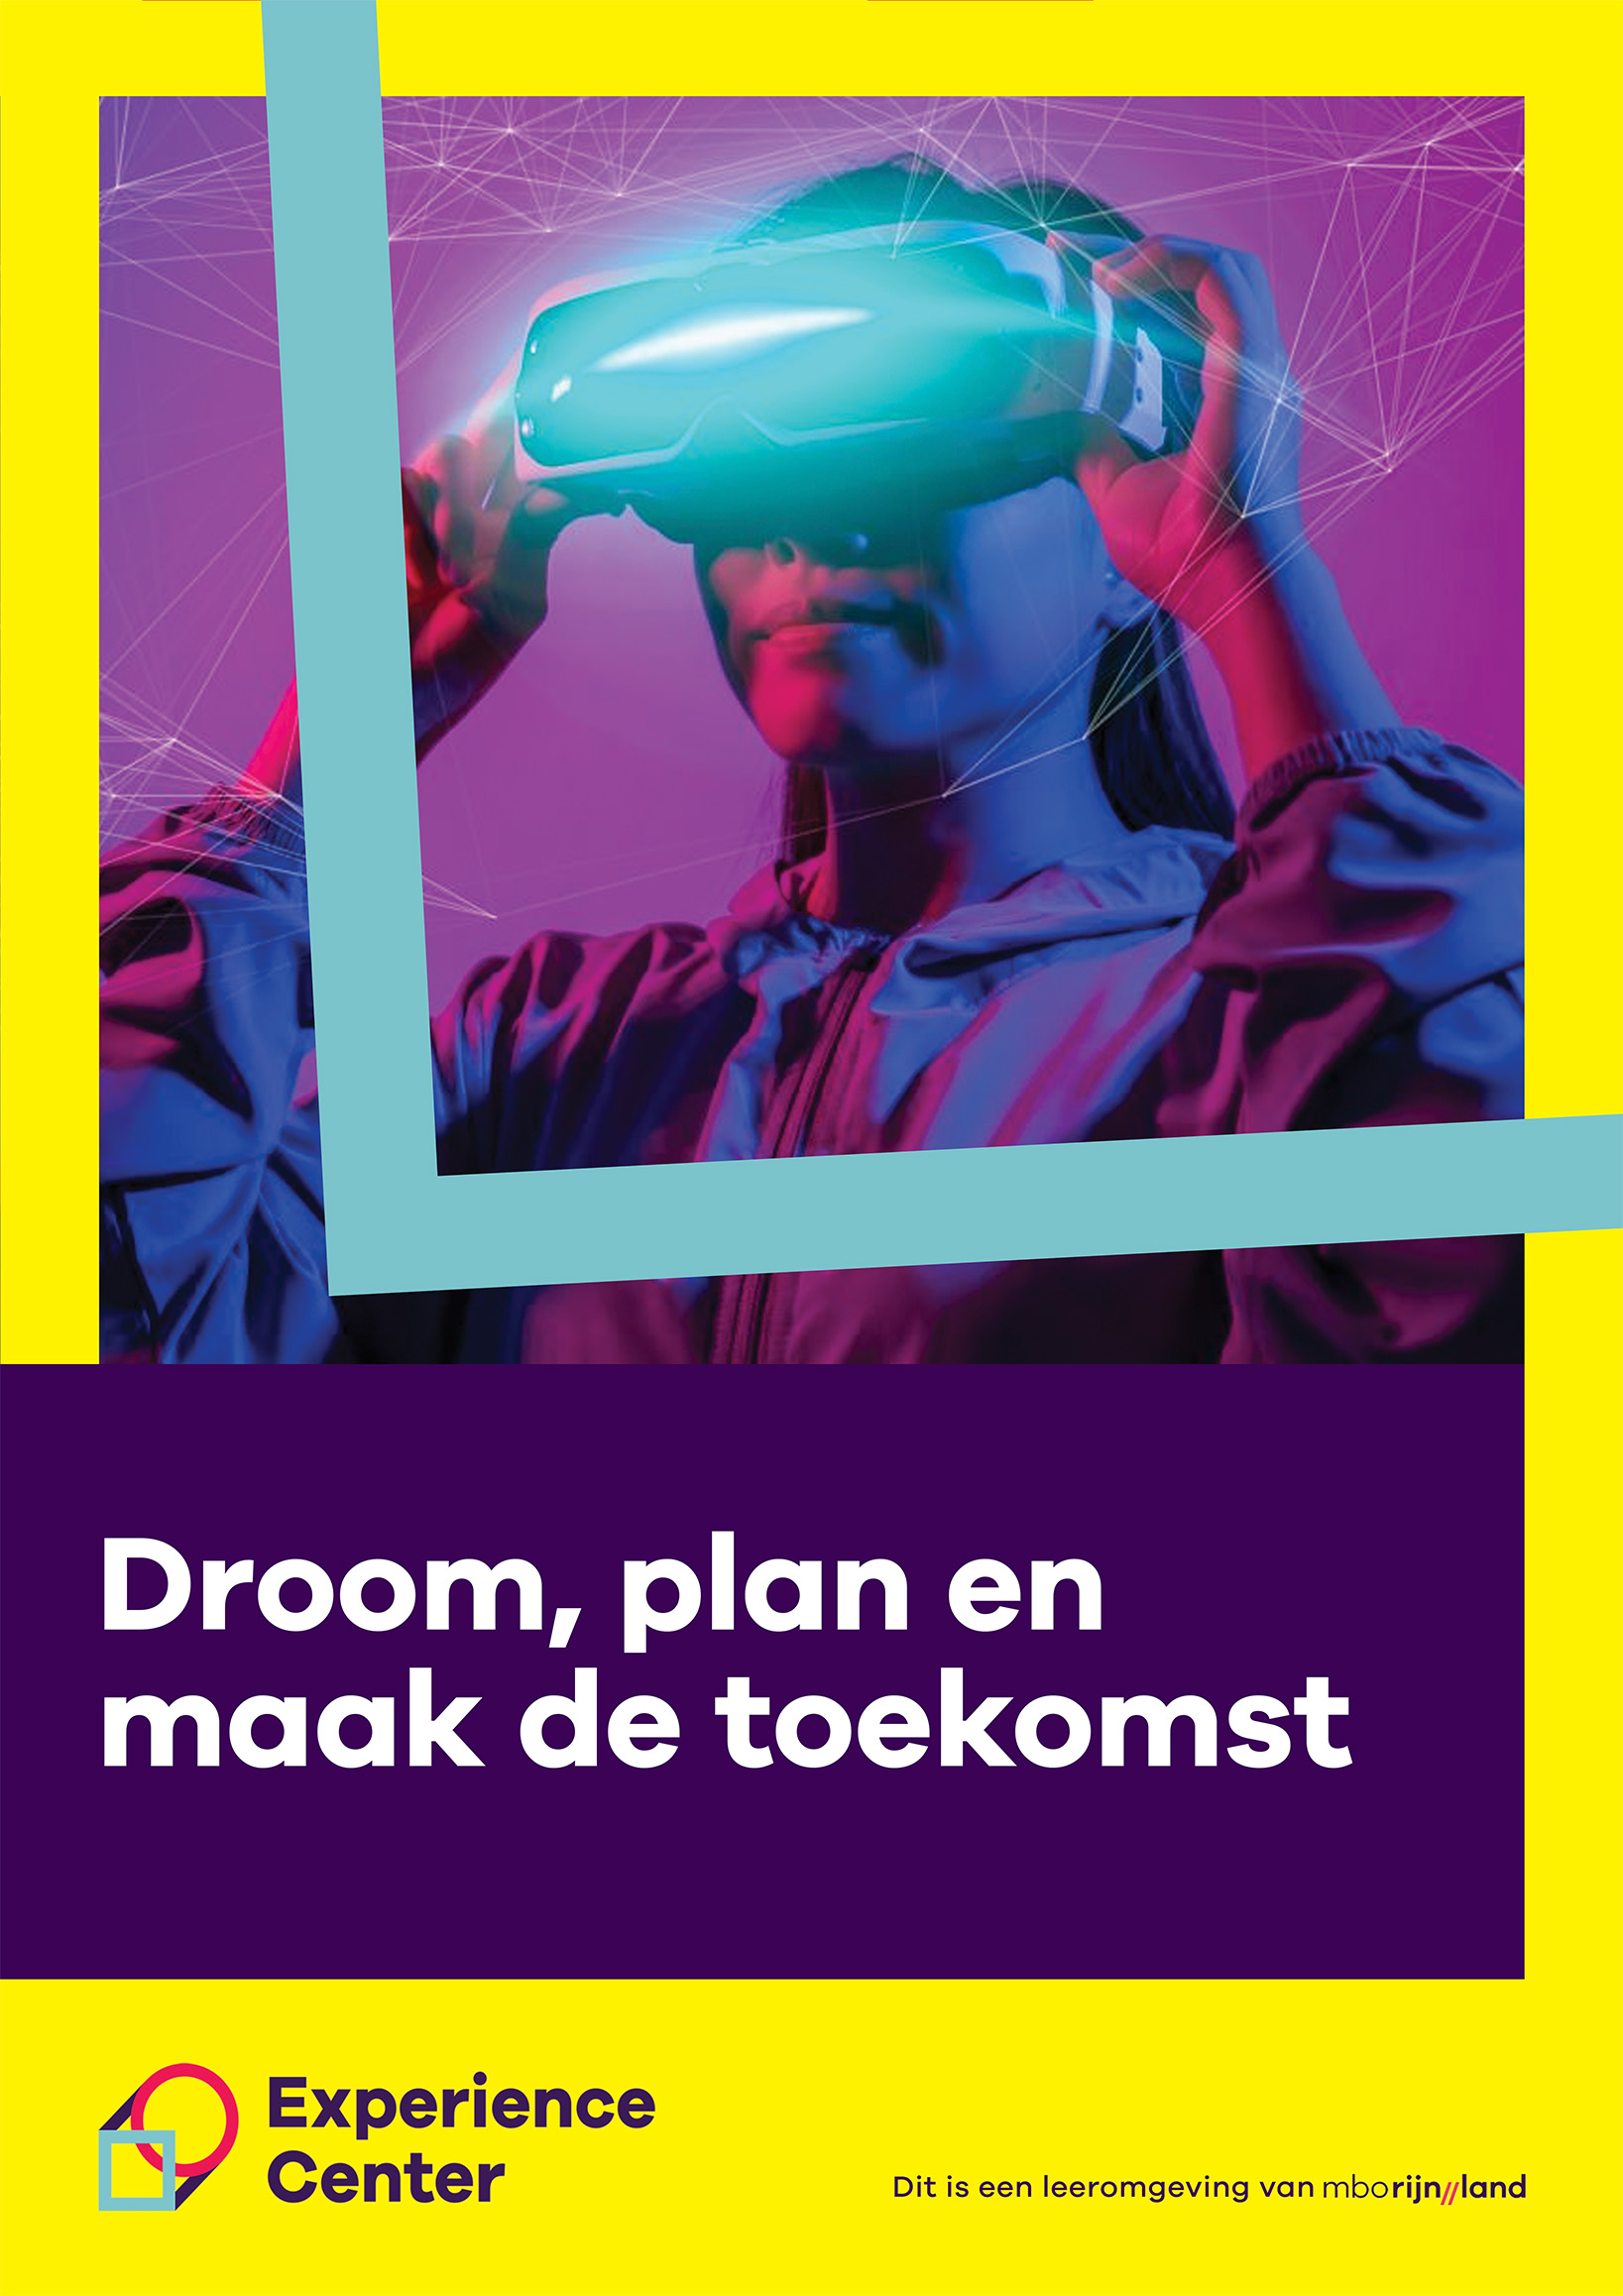 Droom, plan en
maak de toekomst
Experience
Center
Dit is een leeromgeving van mborijn//land